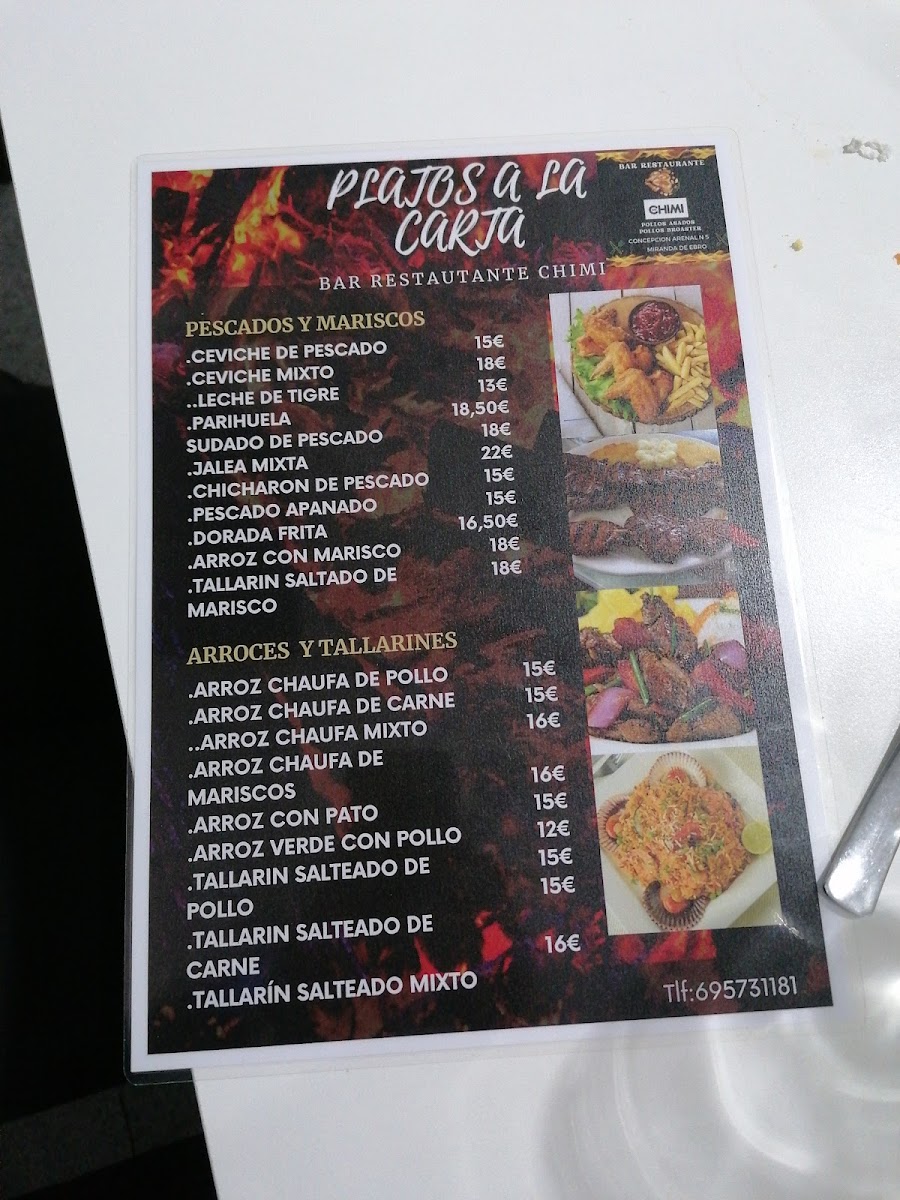 PLATOS A LA
CARTA
BAR RESTAUTANTE CHIMI
BAR RESTAURANTE
CHIMI
POLLOS ASADOS
POLLOS BROASTER
CONCEPCION ARENAL N 5
MIRANDA DE EBRO
PESCADOS Y MARISCOS
.CEVICHE DE PESCADO 15€
.CEVICHE MIXTO 18€
..LECHE DE TIGRE 13€
.PARIHUELA 18,50€
SUDADO DE PESCADO 18€
.JALEA MIXTA 22€
.CHICHARON DE PESCADO 15€
.PESCADO APANADO 15€
.DORADA FRITA 16,50€
.ARROZ CON MARISCO 18€
.TALLARIN SALTADO DE 18€
MARISCO
ARROCES Y TALLARINES
.ARROZ CHAUFA DE POLLO 15€
.ARROZ CHAUFA DE CARNE 15€
..ARROZ CHAUFA MIXTO 16€
.ARROZ CHAUFA DE
MARISCOS 16€
.ARROZ CON PATO 15€
.ARROZ VERDE CON POLLO 12€
.TALLARIN SALTEADO DE 15€
POLLO 15€
.TALLARIN SALTEADO DE
CARNE 16€
.TALLARÍN SALTEADO MIXTO
Tlf:695731181